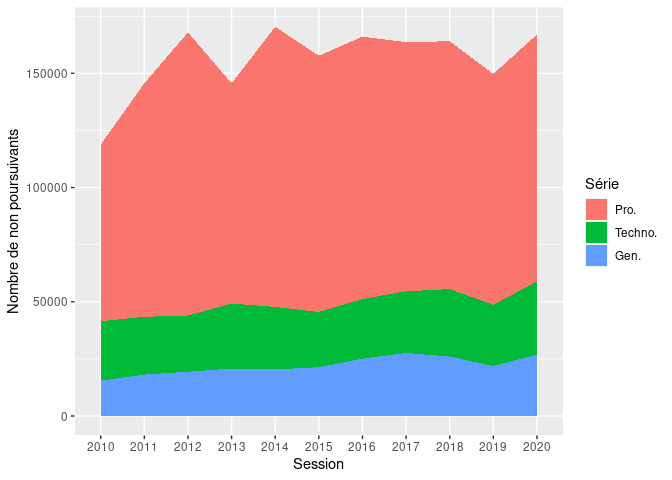 Nombre de non poursuivants
150000
100000
50000
0
2010 2011 2012 2013 2014 2015 2016 2017 2018 2019 2020
Session
Série
Pro.
Techno.
Gen.